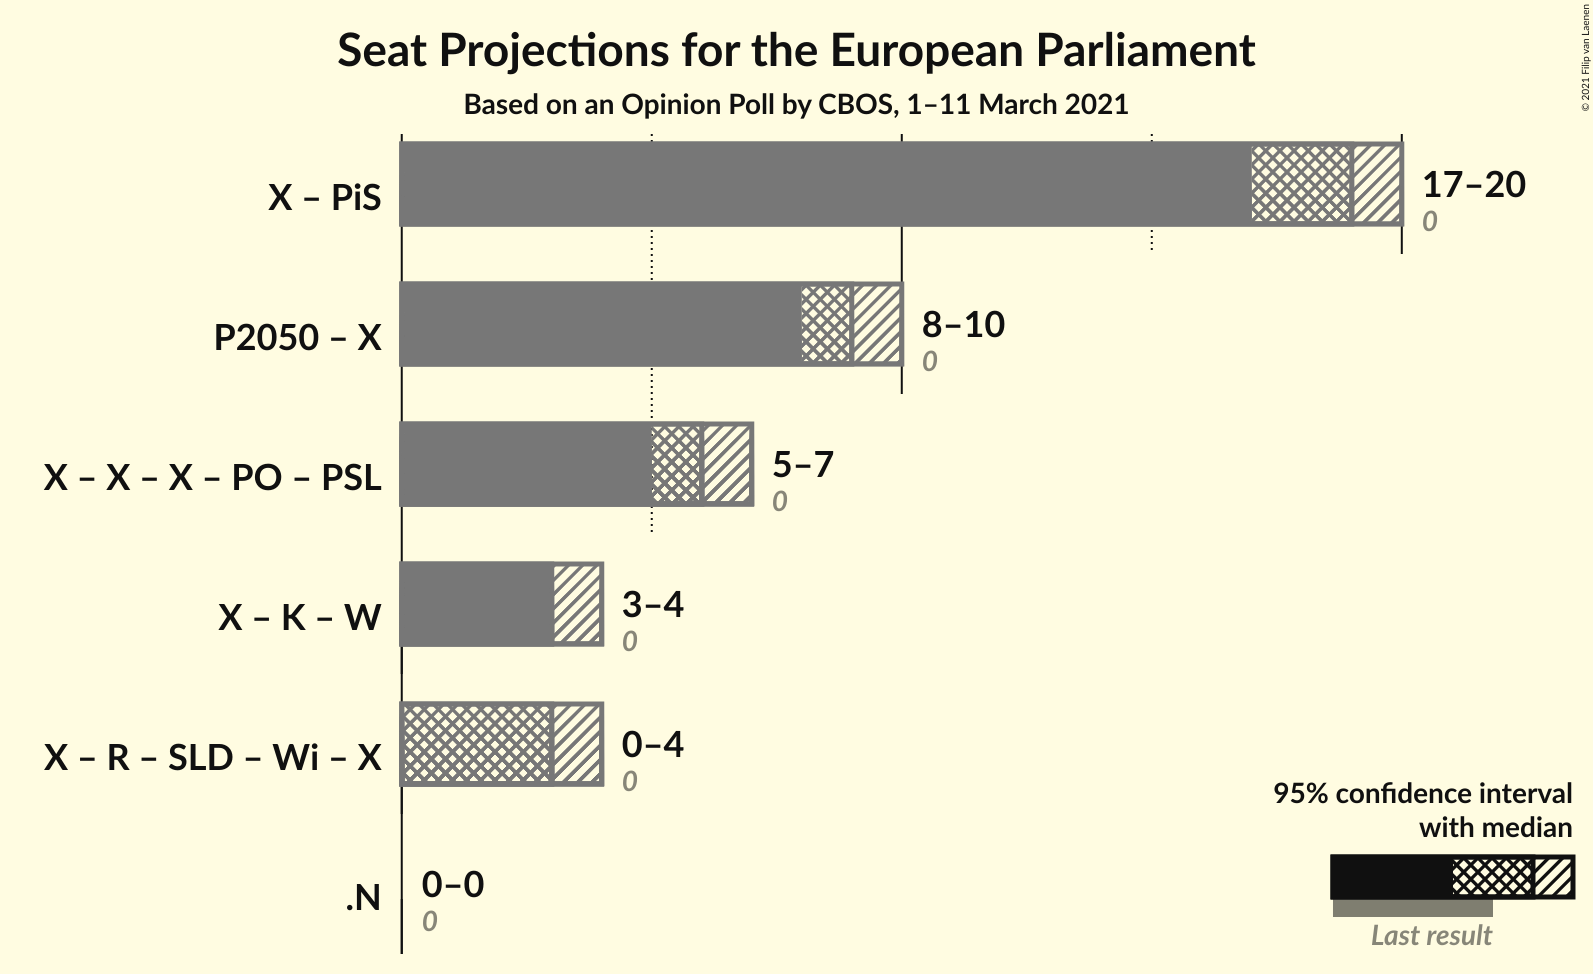 Seat Projections for the European Parliament
Based on an Opinion Poll by CBOS, 1–11 March 2021
© 2021 Filip van Laenen
X – PiS
17–20
0
P2050 – X
8–10
0
X – X – X – PO – PSL
5–7
0
X – K – W
3–4
0
X – R – SLD – Wi – X
0–4
0
.N
0–0
0
95% confidence interval
with median
Last result